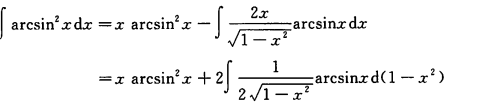 ∫ arcsin²x dx = x arcsin²x − ∫ 2x/√(1−x²) arcsinx dx
= x arcsin²x + 2∫ 1/(2√(1−x²)) arcsinx d(1−x²)